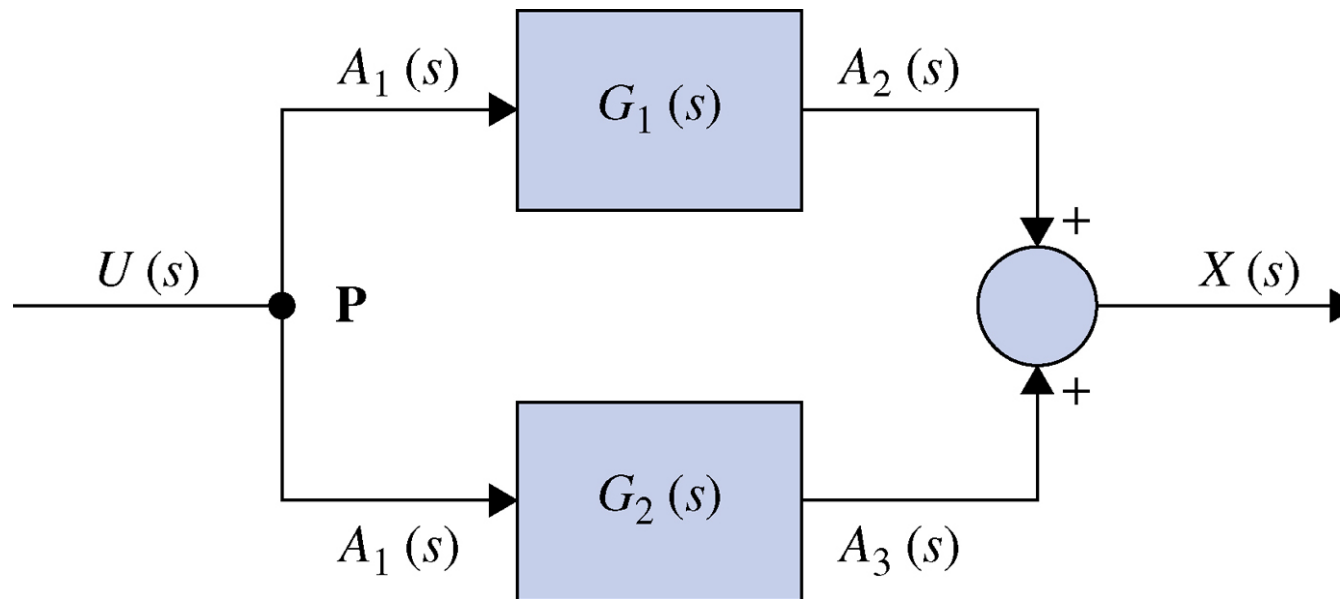 A₁ (s)
G₁ (s)
A₂ (s)
+
U (s)
P
X (s)
+
A₁ (s)
G₂ (s)
A₃ (s)